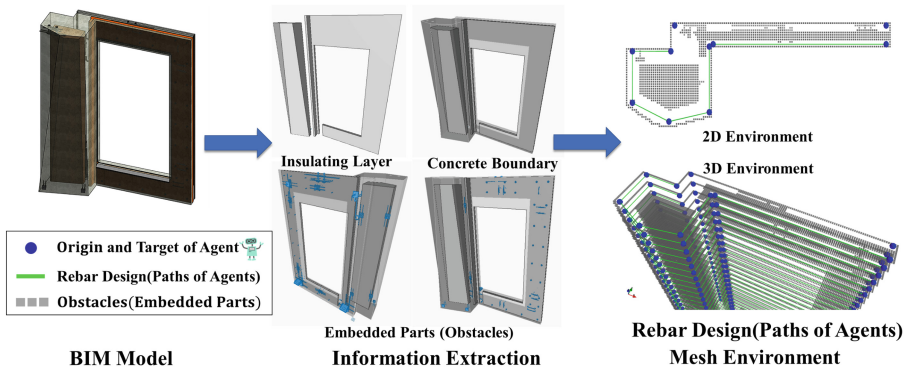 Insulating Layer
Concrete Boundary
2D Environment
3D Environment
Origin and Target of Agent
Rebar Design(Paths of Agents)
Obstacles(Embedded Parts)
Embedded Parts (Obstacles)
BIM Model
Information Extraction
Rebar Design(Paths of Agents)
Mesh Environment